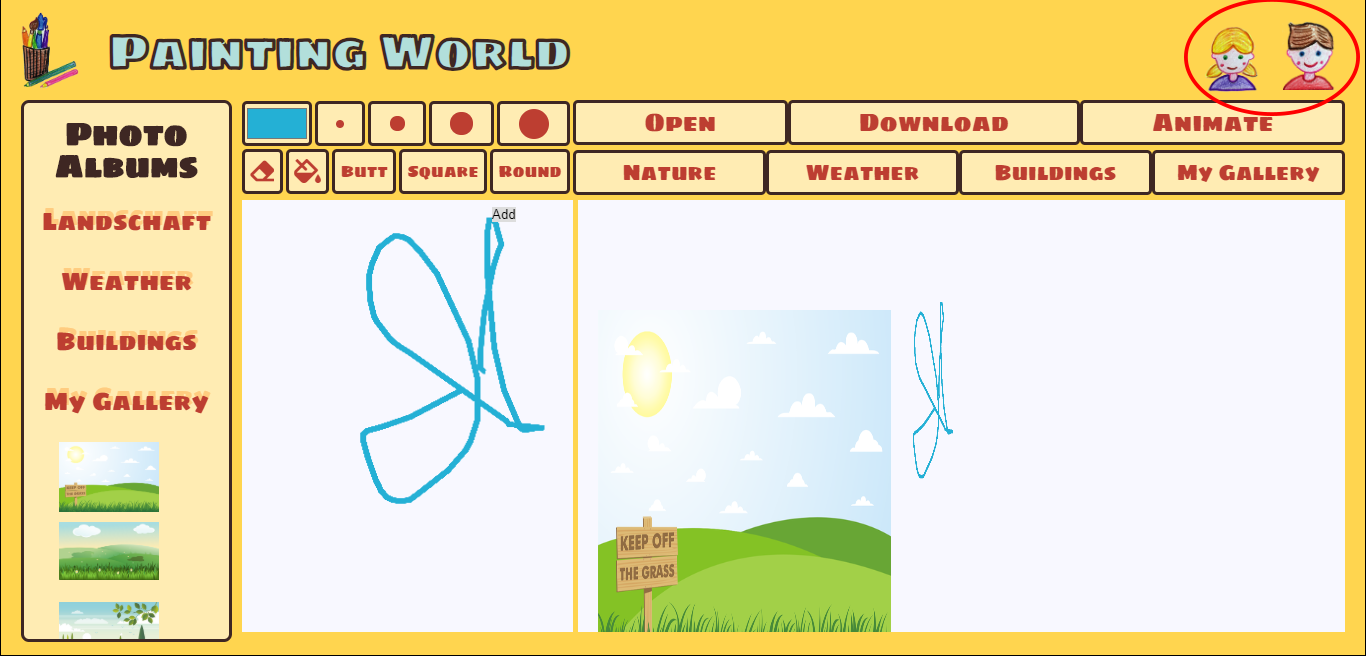 Painting World
Photo
Albums
Landschaft
Weather
Buildings
My Gallery
Open
Download
Animate
Butt
Square
Round
Nature
Weather
Buildings
My Gallery
Add
KEEP OFF
THE GRASS
KEEP OFF
THE GRASS